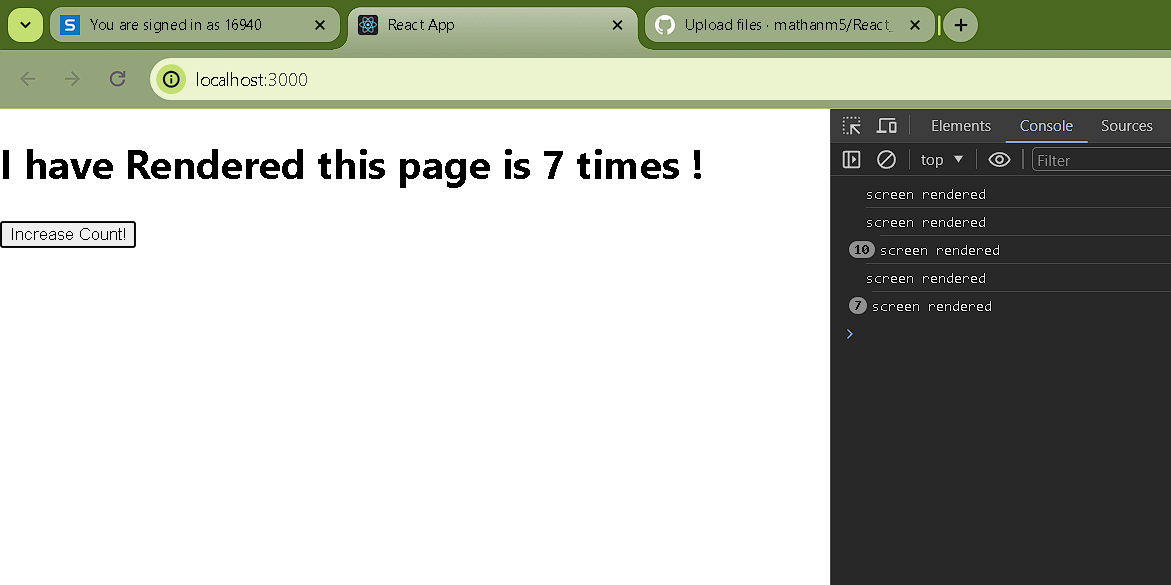 S You are signed in as 16940
React App
Upload files · mathanm5/React_
localhost:3000
I have Rendered this page is 7 times !
Increase Count!
Elements Console Sources
top Filter
screen rendered
screen rendered
10 screen rendered
screen rendered
7 screen rendered